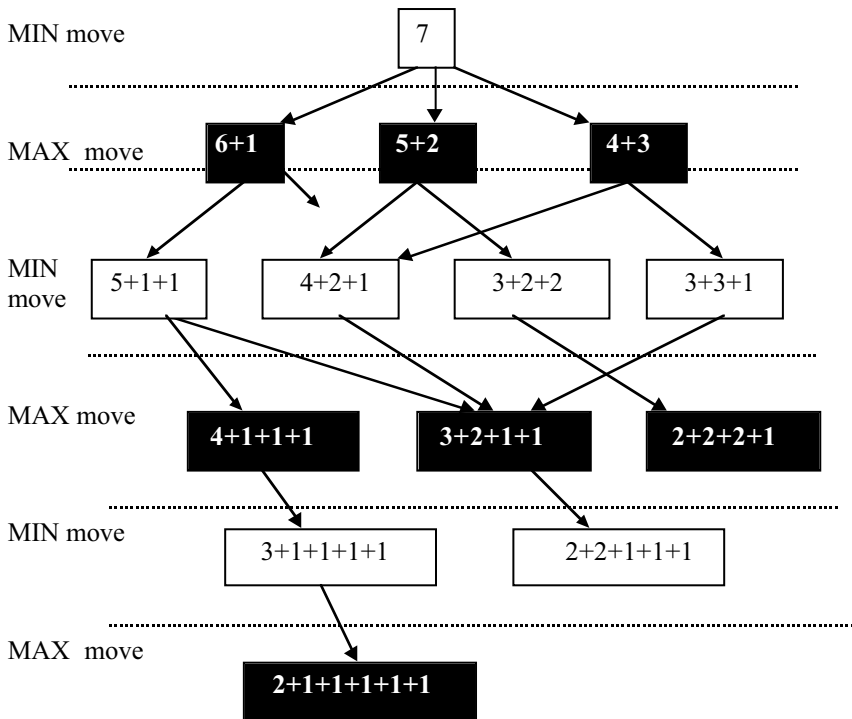 MIN move
7
MAX move
6+1
5+2
4+3
MIN
move
5+1+1
4+2+1
3+2+2
3+3+1
MAX move
4+1+1+1
3+2+1+1
2+2+2+1
MIN move
3+1+1+1+1
2+2+1+1+1
MAX move
2+1+1+1+1+1